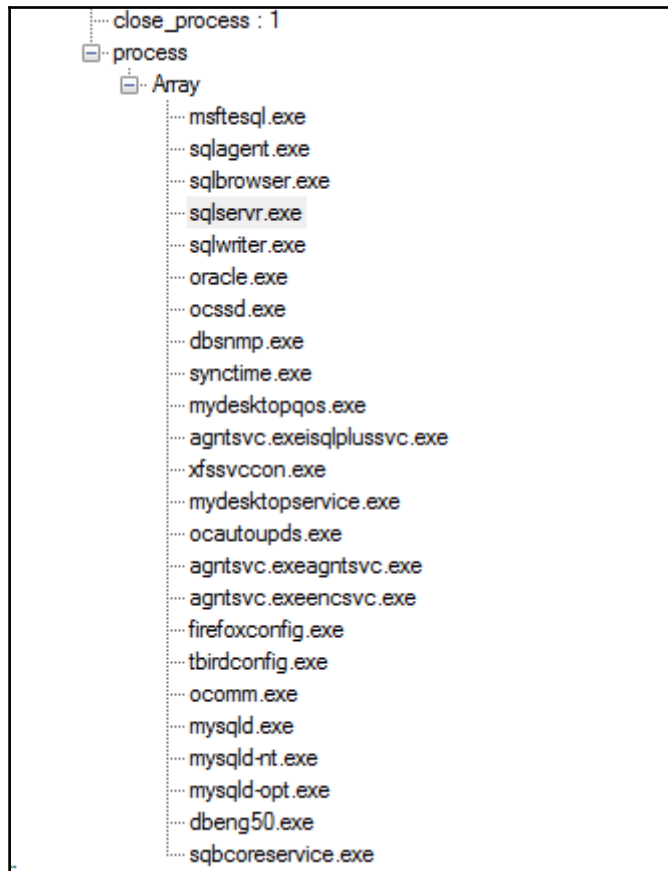 close_process : 1
process
Array
msftesql.exe
sqlagent.exe
sqlbrowser.exe
sqlservr.exe
sqlwriter.exe
oracle.exe
ocssd.exe
dbsnmp.exe
synctime.exe
mydesktopqos.exe
agntsvc.exeisqlplussvc.exe
xfssvccon.exe
mydesktopservice.exe
ocautoupds.exe
agntsvc.exeagntsvc.exe
agntsvc.exeencsvc.exe
firefoxconfig.exe
tbirdconfig.exe
ocomm.exe
mysqld.exe
mysqld-nt.exe
mysqld-opt.exe
dbeng50.exe
sqbcoreservice.exe